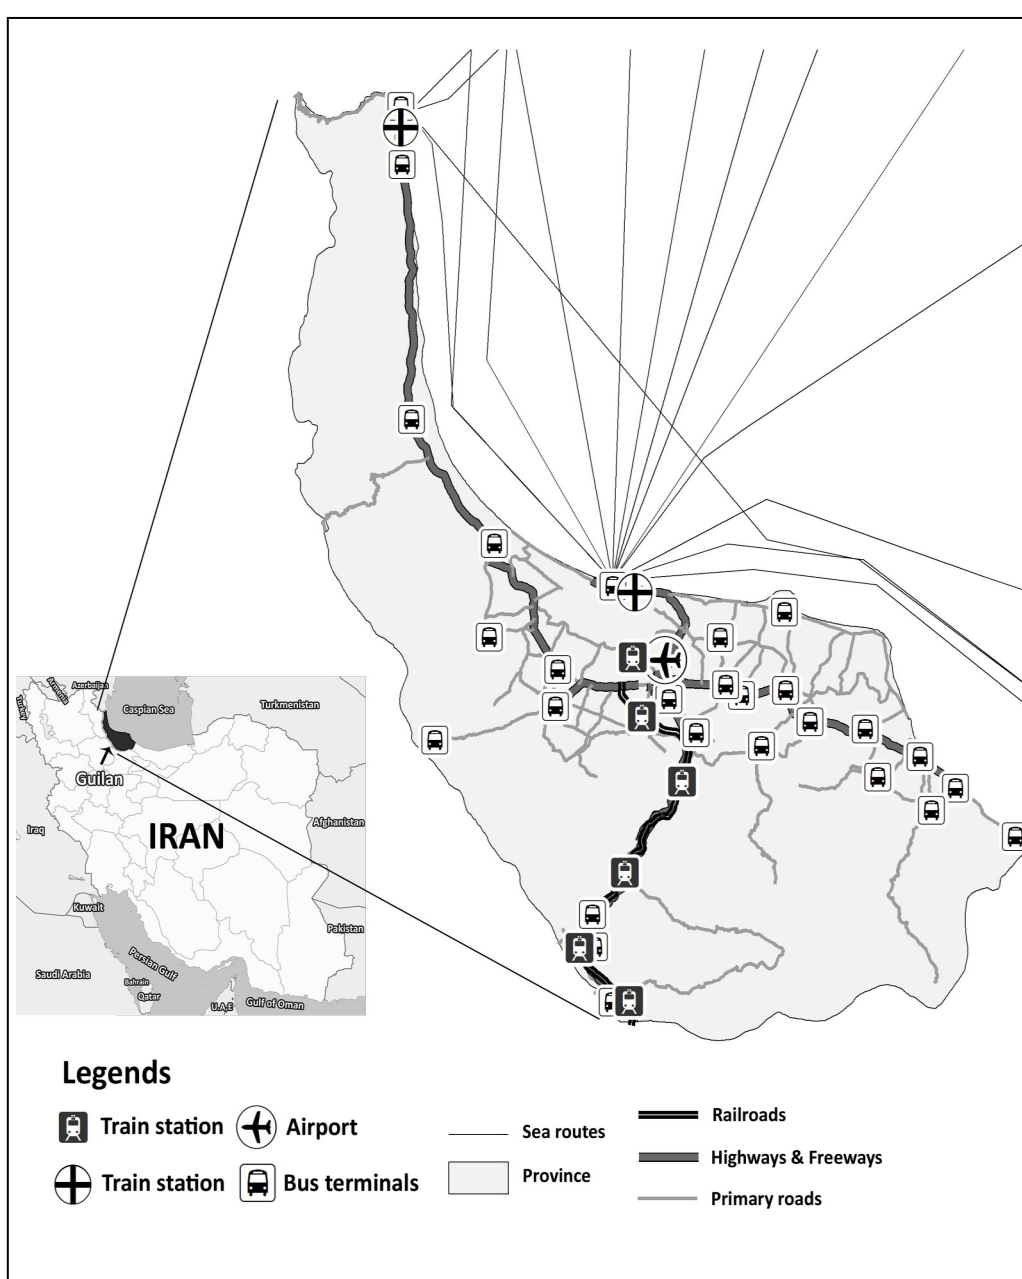 Azerbaijan
Armenia
Turkey
Caspian Sea
Turkmenistan
Guilan
IRAN
Iraq
Afghanistan
Kuwait
Pakistan
Persian Gulf
Saudi Arabia
Bahrain
Qatar
U.A.E
Gulf of Oman
Legends
Train station
Airport
Sea routes
Railroads
Train station
Bus terminals
Province
Highways & Freeways
Primary roads